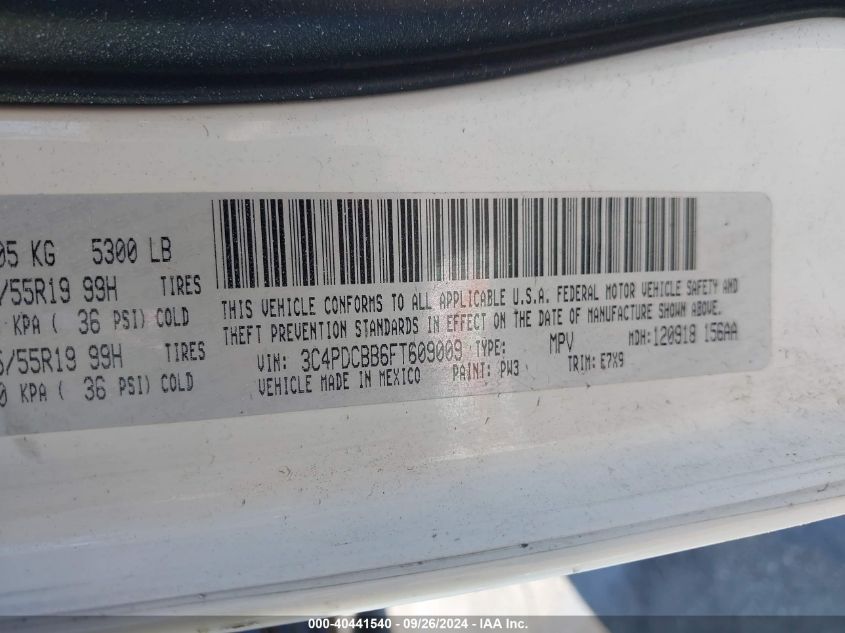 05 KG 5300 LB
/55R19 99H TIRES
KPA ( 36 PSI) COLD
/55R19 99H TIRES
0 KPA ( 36 PSI) COLD
THIS VEHICLE CONFORMS TO ALL APPLICABLE U.S.A. FEDERAL MOTOR VEHICLE SAFETY AND
THEFT PREVENTION STANDARDS IN EFFECT ON THE DATE OF MANUFACTURE SHOWN ABOVE.
VIN: 3C4PDCBB6FT609009 TYPE: MPV MDH: 120918 156AA
VEHICLE MADE IN MEXICO PAINT: PW3 TRIM: E7X9
000-40441540 - 09/26/2024 - IAA Inc.